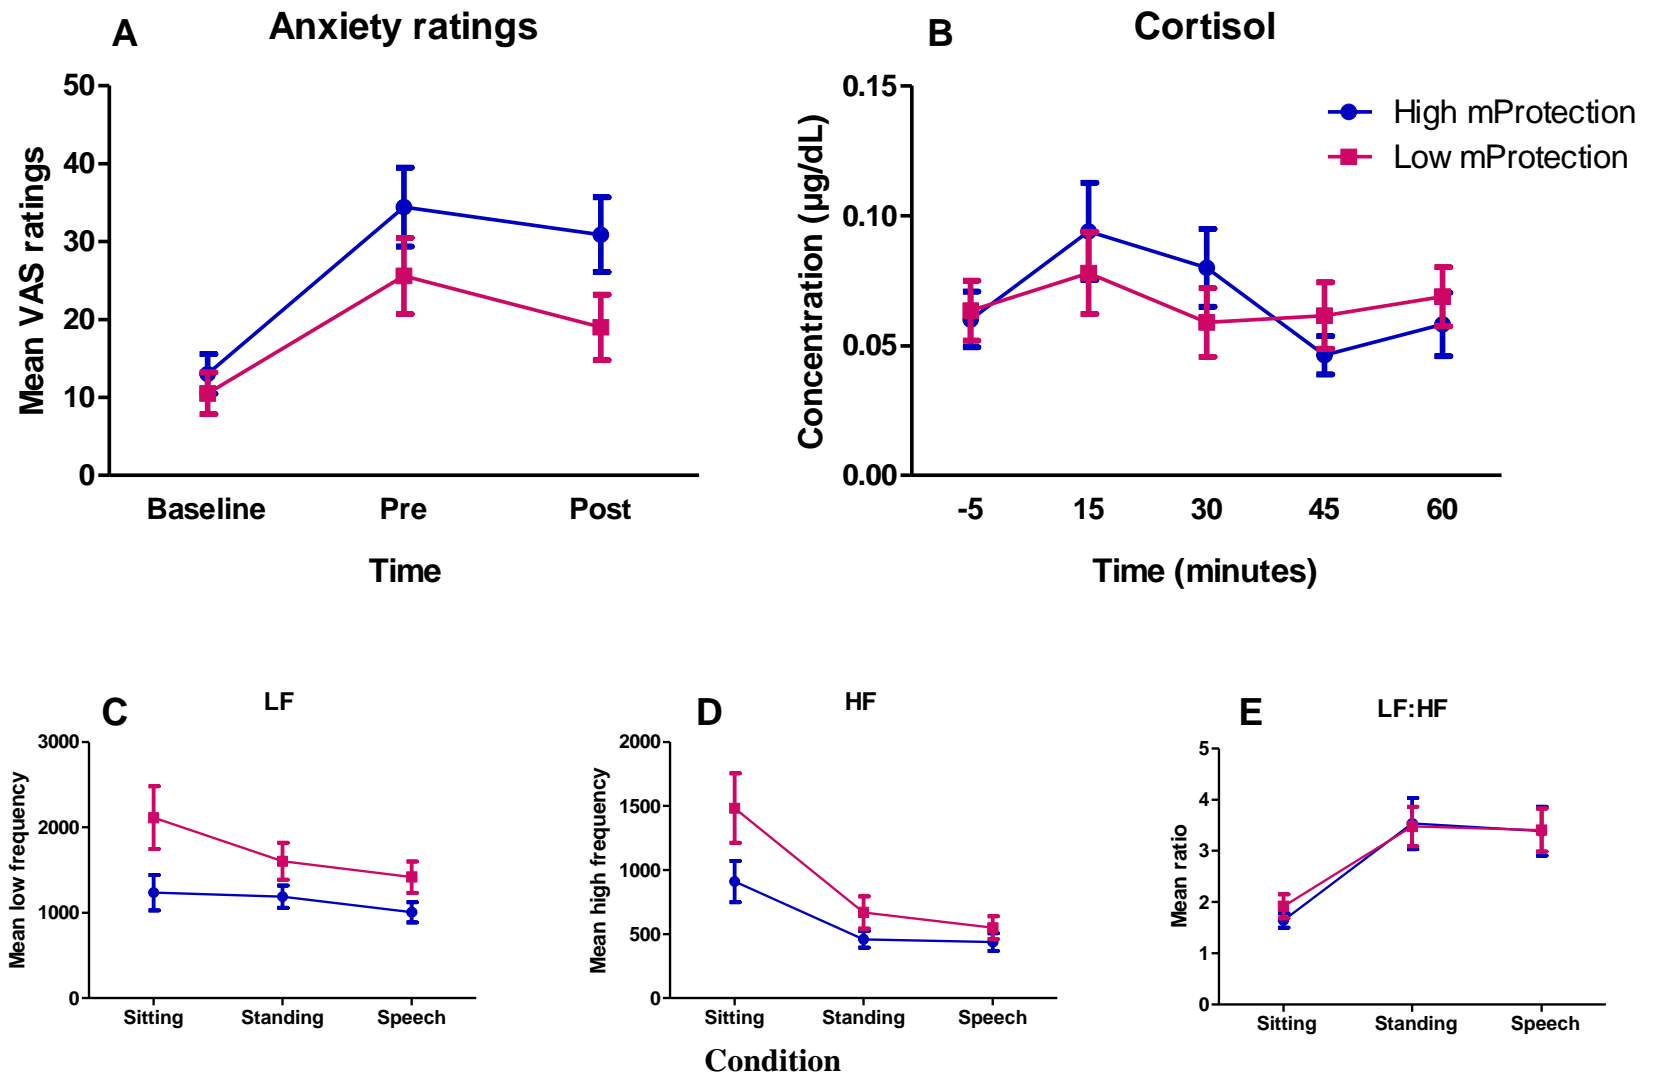 A Anxiety ratings
50
40
30
20
10
0
Mean VAS ratings
Baseline Pre Post
Time
B Cortisol
0.15
0.10
0.05
0.00
Concentration (µg/dL)
High mProtection
Low mProtection
-5 15 30 45 60
Time (minutes)
C LF
3000
2000
1000
0
Mean low frequency
Sitting Standing Speech
D HF
2000
1500
1000
500
0
Mean high frequency
Sitting Standing Speech
E LF:HF
5
4
3
2
1
0
Mean ratio
Sitting Standing Speech
Condition